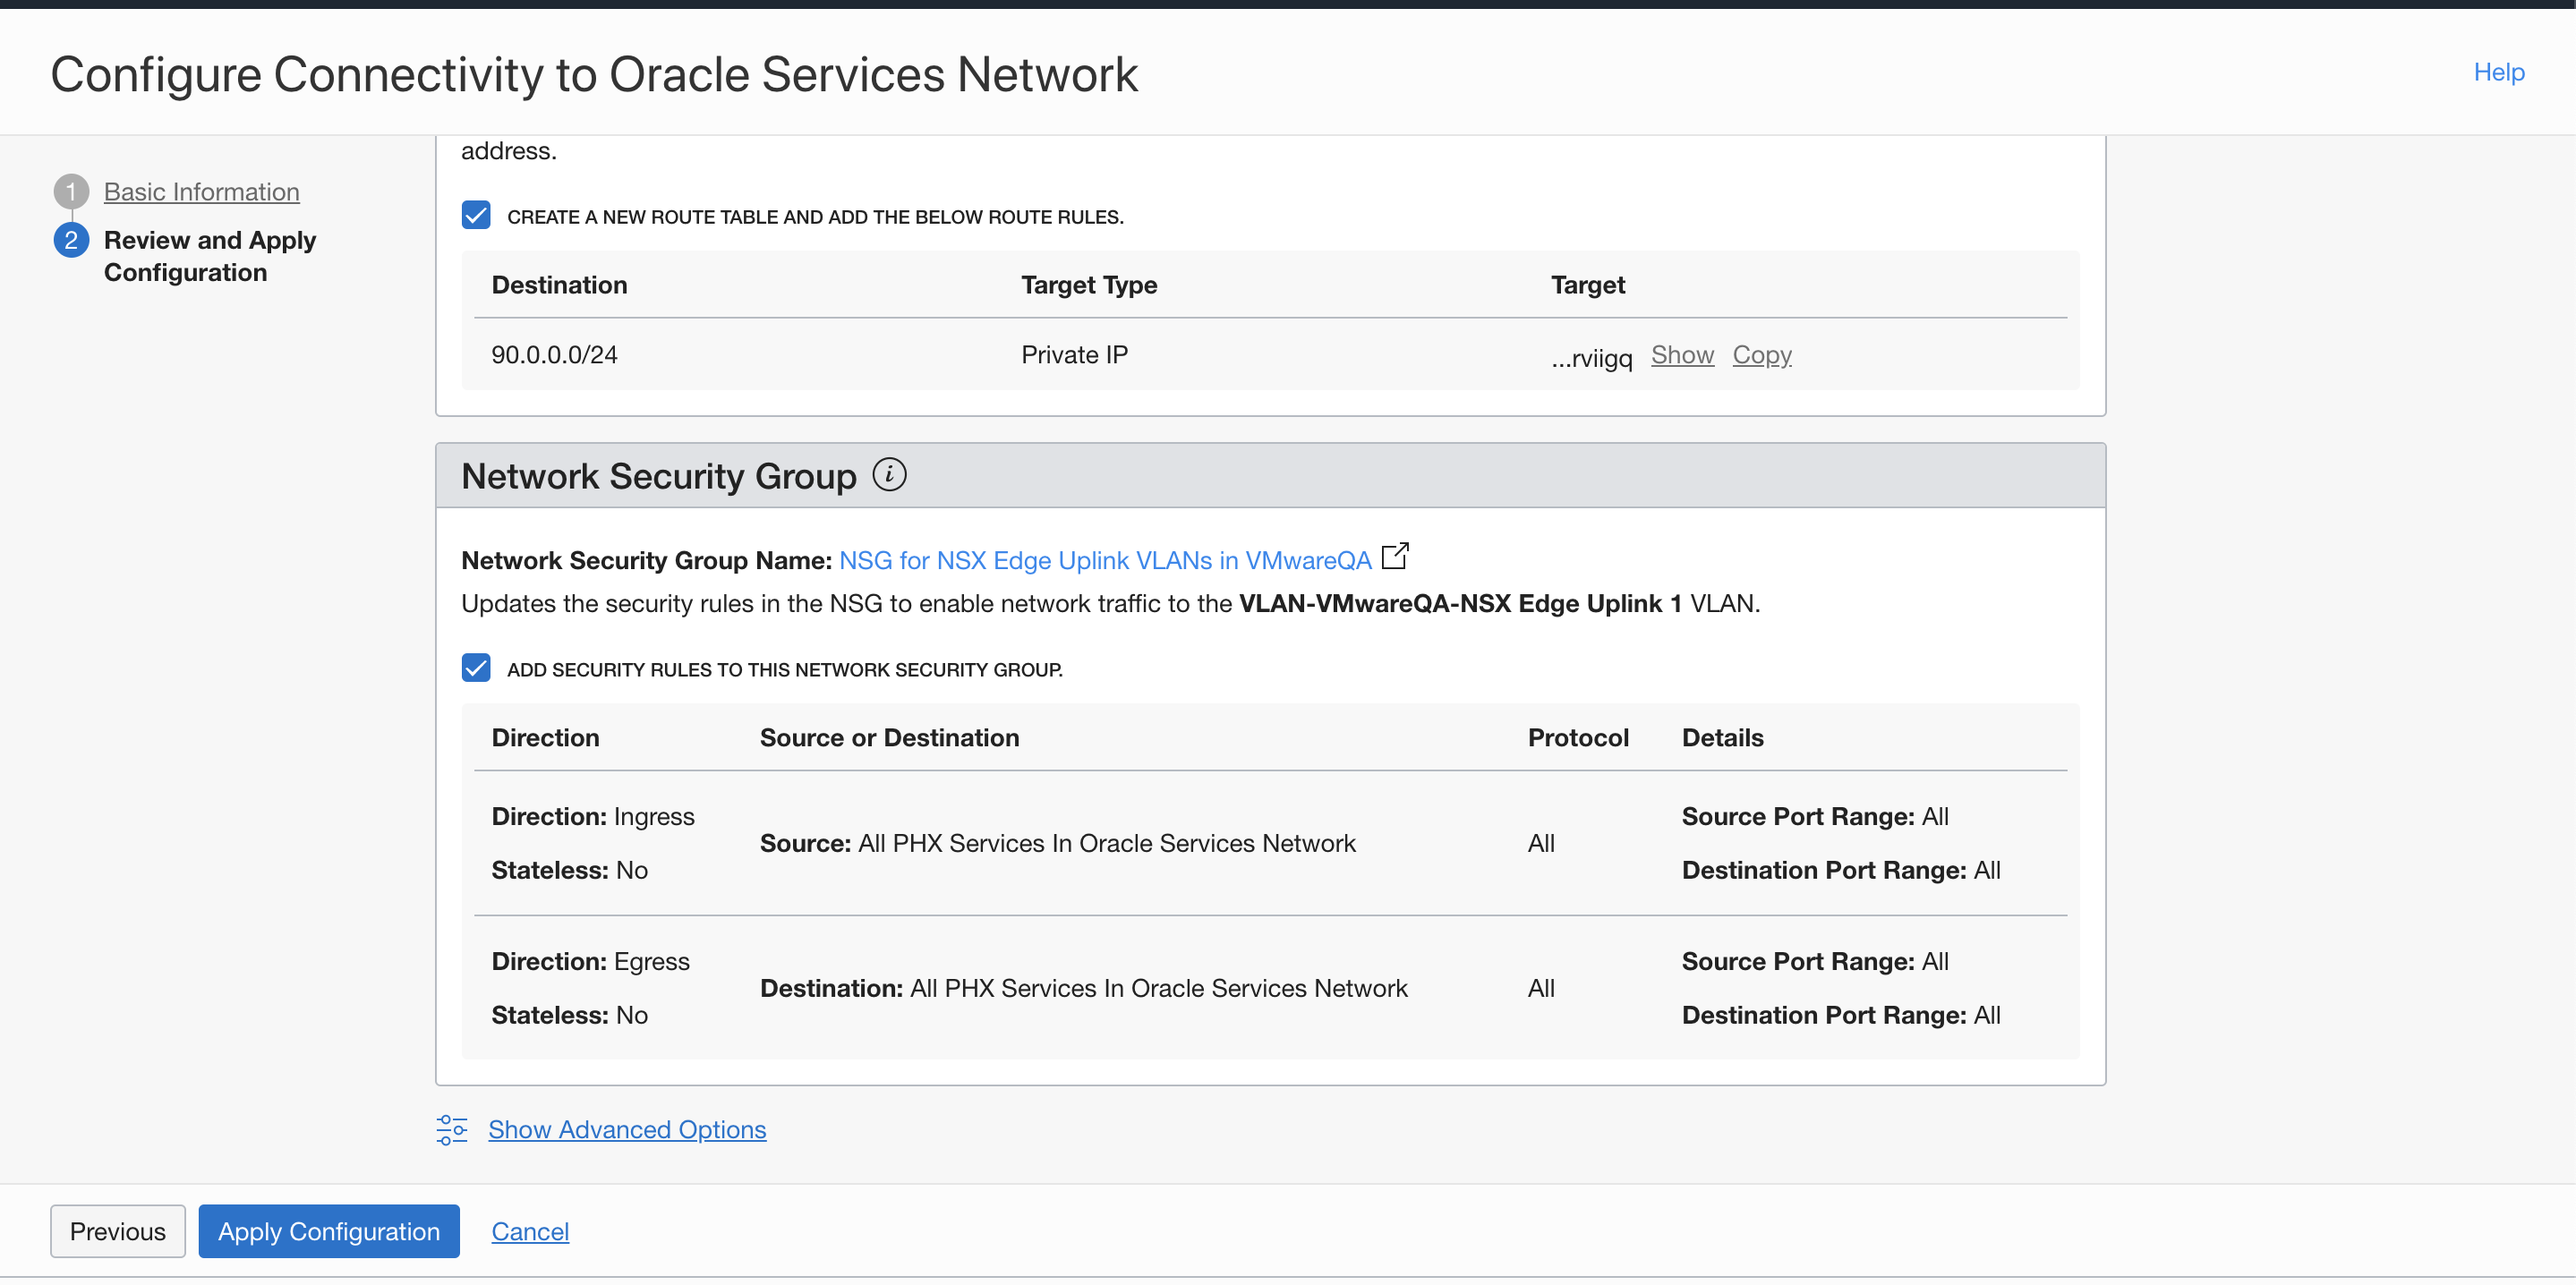 Configure Connectivity to Oracle Services Network
Help
1 Basic Information
2 Review and Apply
Configuration
address.
CREATE A NEW ROUTE TABLE AND ADD THE BELOW ROUTE RULES.
Destination Target Type Target
90.0.0.0/24 Private IP ...rviigq Show Copy
Network Security Group i
Network Security Group Name: NSG for NSX Edge Uplink VLANs in VMwareQA
Updates the security rules in the NSG to enable network traffic to the VLAN-VMwareQA-NSX Edge Uplink 1 VLAN.
ADD SECURITY RULES TO THIS NETWORK SECURITY GROUP.
Direction Source or Destination Protocol Details
Direction: Ingress
Stateless: No
Source: All PHX Services In Oracle Services Network
All
Source Port Range: All
Destination Port Range: All
Direction: Egress
Stateless: No
Destination: All PHX Services In Oracle Services Network
All
Source Port Range: All
Destination Port Range: All
Show Advanced Options
Previous Apply Configuration Cancel